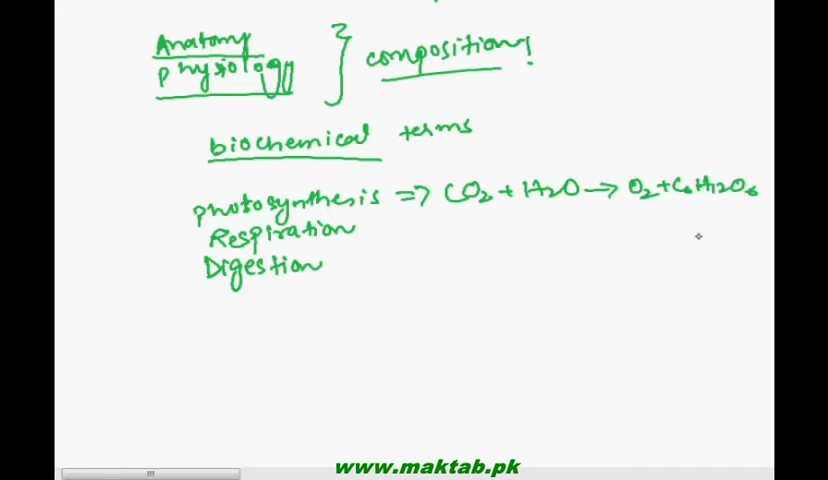 Anatomy
physiology } composition!
biochemical terms
photosynthesis => CO2 + H2O -> O2 + C6H12O6
Respiration
Digestion
www.maktab.pk